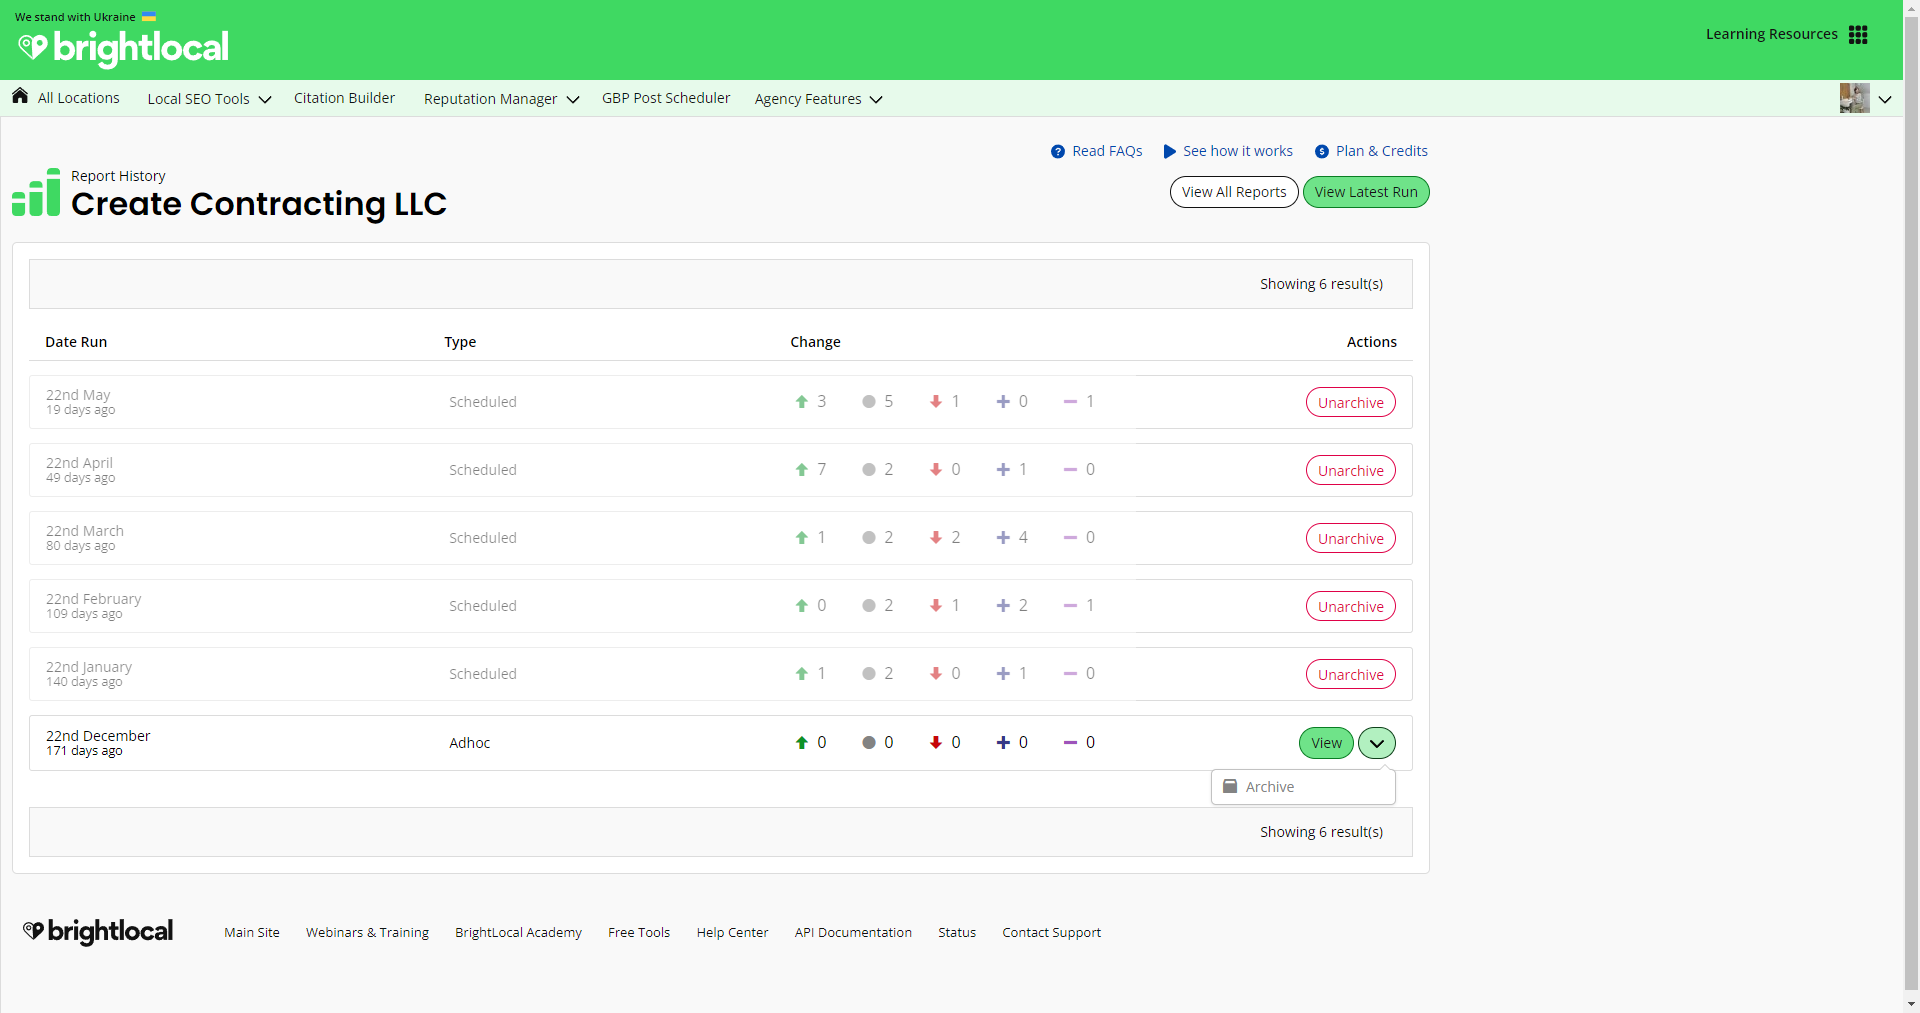 We stand with Ukraine
brightlocal
Learning Resources
All Locations
Local SEO Tools
Citation Builder
Reputation Manager
GBP Post Scheduler
Agency Features
Read FAQs
See how it works
Plan & Credits
Report History
Create Contracting LLC
View All Reports
View Latest Run
Showing 6 result(s)
Date Run Type Change Actions
22nd May
19 days ago
Scheduled 3 5 1 0 1 Unarchive
22nd April
49 days ago
Scheduled 7 2 0 1 0 Unarchive
22nd March
80 days ago
Scheduled 1 2 2 4 0 Unarchive
22nd February
109 days ago
Scheduled 0 2 1 2 1 Unarchive
22nd January
140 days ago
Scheduled 1 2 0 1 0 Unarchive
22nd December
171 days ago
Adhoc 0 0 0 0 0 View
Archive
Showing 6 result(s)
brightlocal
Main Site
Webinars & Training
BrightLocal Academy
Free Tools
Help Center
API Documentation
Status
Contact Support